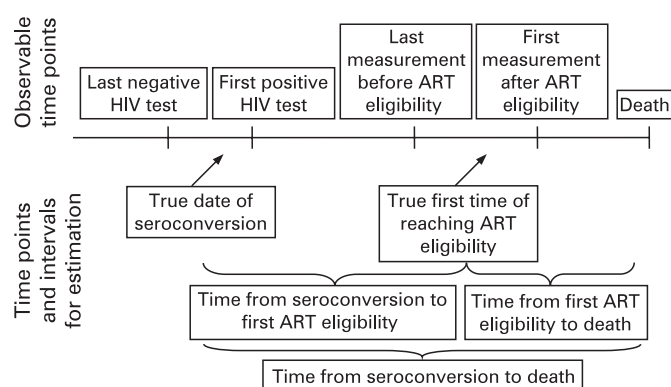 Observable
time points
Last negative
HIV test
First positive
HIV test
Last
measurement
before ART
eligibility
First
measurement
after ART
eligibility
Death
Time points
and intervals
for estimation
True date of
seroconversion
True first time of
reaching ART
eligibility
Time from seroconversion to
first ART eligibility
Time from first ART
eligibility to death
Time from seroconversion to death